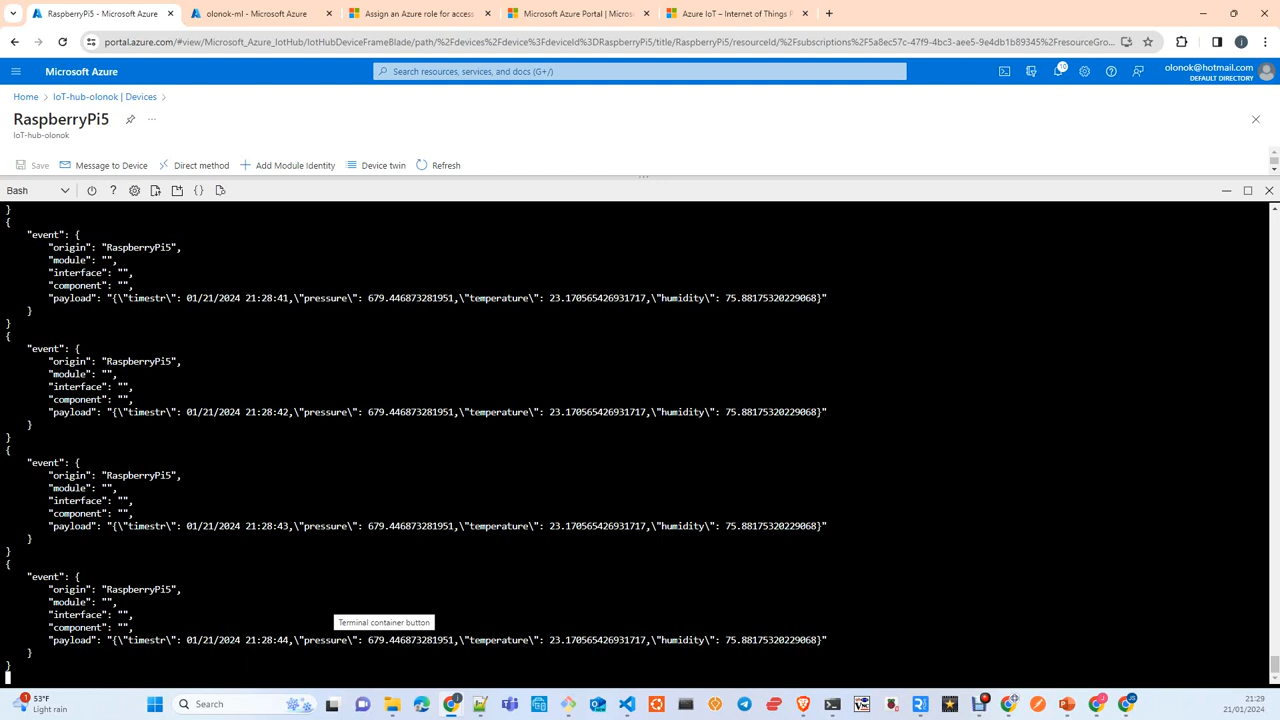 RaspberryPi5 - Microsoft Azure
olonok-ml - Microsoft Azure
Assign an Azure role for access
Microsoft Azure Portal | Micros
Azure IoT – Internet of Things P
portal.azure.com/#view/Microsoft_Azure_IotHub/IotHubDeviceFrameBlade/path/%2Fdevices%2Fdevice%3FdeviceId%3DRaspberryPi5/title/RaspberryPi5/resourceId/%2Fsubscriptions%2F5a8ec57c-47f9-4bc3-aee5-9e4db1b89345%2FresourceGro...
Microsoft Azure
Search resources, services, and docs (G+/)
10
olonok@hotmail.com
DEFAULT DIRECTORY
Home > IoT-hub-olonok | Devices >
RaspberryPi5
IoT-hub-olonok
Save
Message to Device
Direct method
Add Module Identity
Device twin
Refresh
Bash
}
{
"event": {
"origin": "RaspberryPi5",
"module": "",
"interface": "",
"component": "",
"payload": "{\"timestr\": 01/21/2024 21:28:41,\"pressure\": 679.446873281951,\"temperature\": 23.170565426931717,\"humidity\": 75.88175320229068}"
}
}
{
"event": {
"origin": "RaspberryPi5",
"module": "",
"interface": "",
"component": "",
"payload": "{\"timestr\": 01/21/2024 21:28:42,\"pressure\": 679.446873281951,\"temperature\": 23.170565426931717,\"humidity\": 75.88175320229068}"
}
}
{
"event": {
"origin": "RaspberryPi5",
"module": "",
"interface": "",
"component": "",
"payload": "{\"timestr\": 01/21/2024 21:28:43,\"pressure\": 679.446873281951,\"temperature\": 23.170565426931717,\"humidity\": 75.88175320229068}"
}
}
{
"event": {
"origin": "RaspberryPi5",
"module": "",
"interface": "",
"component": "",
Terminal container button
"payload": "{\"timestr\": 01/21/2024 21:28:44,\"pressure\": 679.446873281951,\"temperature\": 23.170565426931717,\"humidity\": 75.88175320229068}"
}
}
1
53°F
Light rain
Search
21:29
21/01/2024